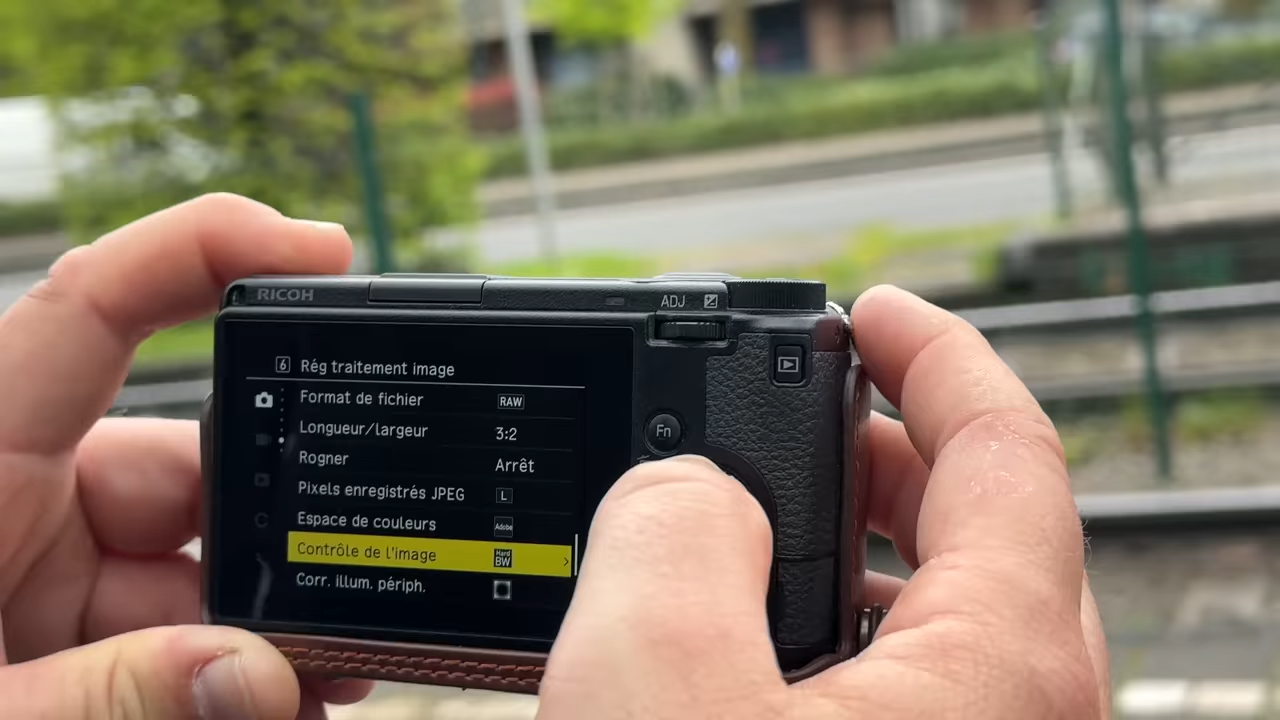 RICOH
ADJ
6 Rég traitement image
Format de fichier RAW
Longueur/largeur 3:2
Rogner Arrêt
Pixels enregistrés JPEG L
Espace de couleurs Adobe
Contrôle de l'image Hard BW >
Corr. illum. périph.
Fn